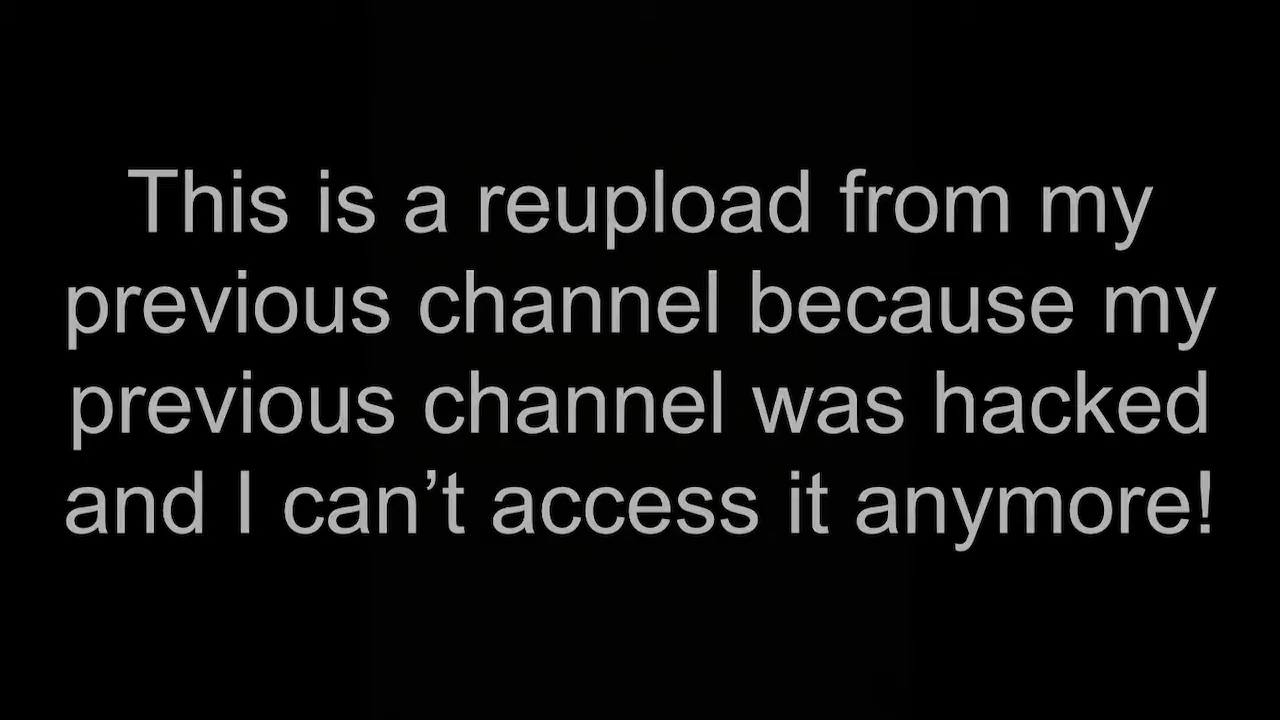 This is a reupload from my
previous channel because my
previous channel was hacked
and I can’t access it anymore!